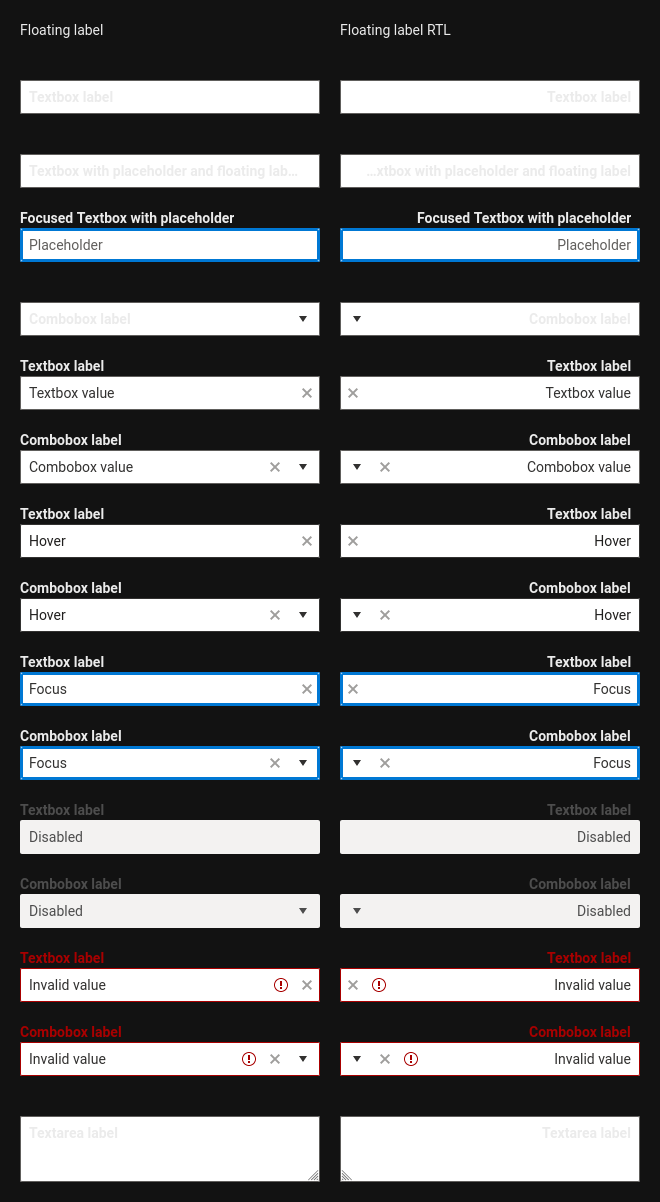 Floating label
Floating label RTL
Textbox label
Textbox label
Textbox with placeholder and floating lab...
...xtbox with placeholder and floating label
Focused Textbox with placeholder
Focused Textbox with placeholder
Placeholder
Placeholder
Combobox label
Combobox label
Textbox label
Textbox label
Textbox value
Textbox value
Combobox label
Combobox label
Combobox value
Combobox value
Textbox label
Textbox label
Hover
Hover
Combobox label
Combobox label
Hover
Hover
Textbox label
Textbox label
Focus
Focus
Combobox label
Combobox label
Focus
Focus
Textbox label
Textbox label
Disabled
Disabled
Combobox label
Combobox label
Disabled
Disabled
Textbox label
Textbox label
Invalid value
Invalid value
Combobox label
Combobox label
Invalid value
Invalid value
Textarea label
Textarea label